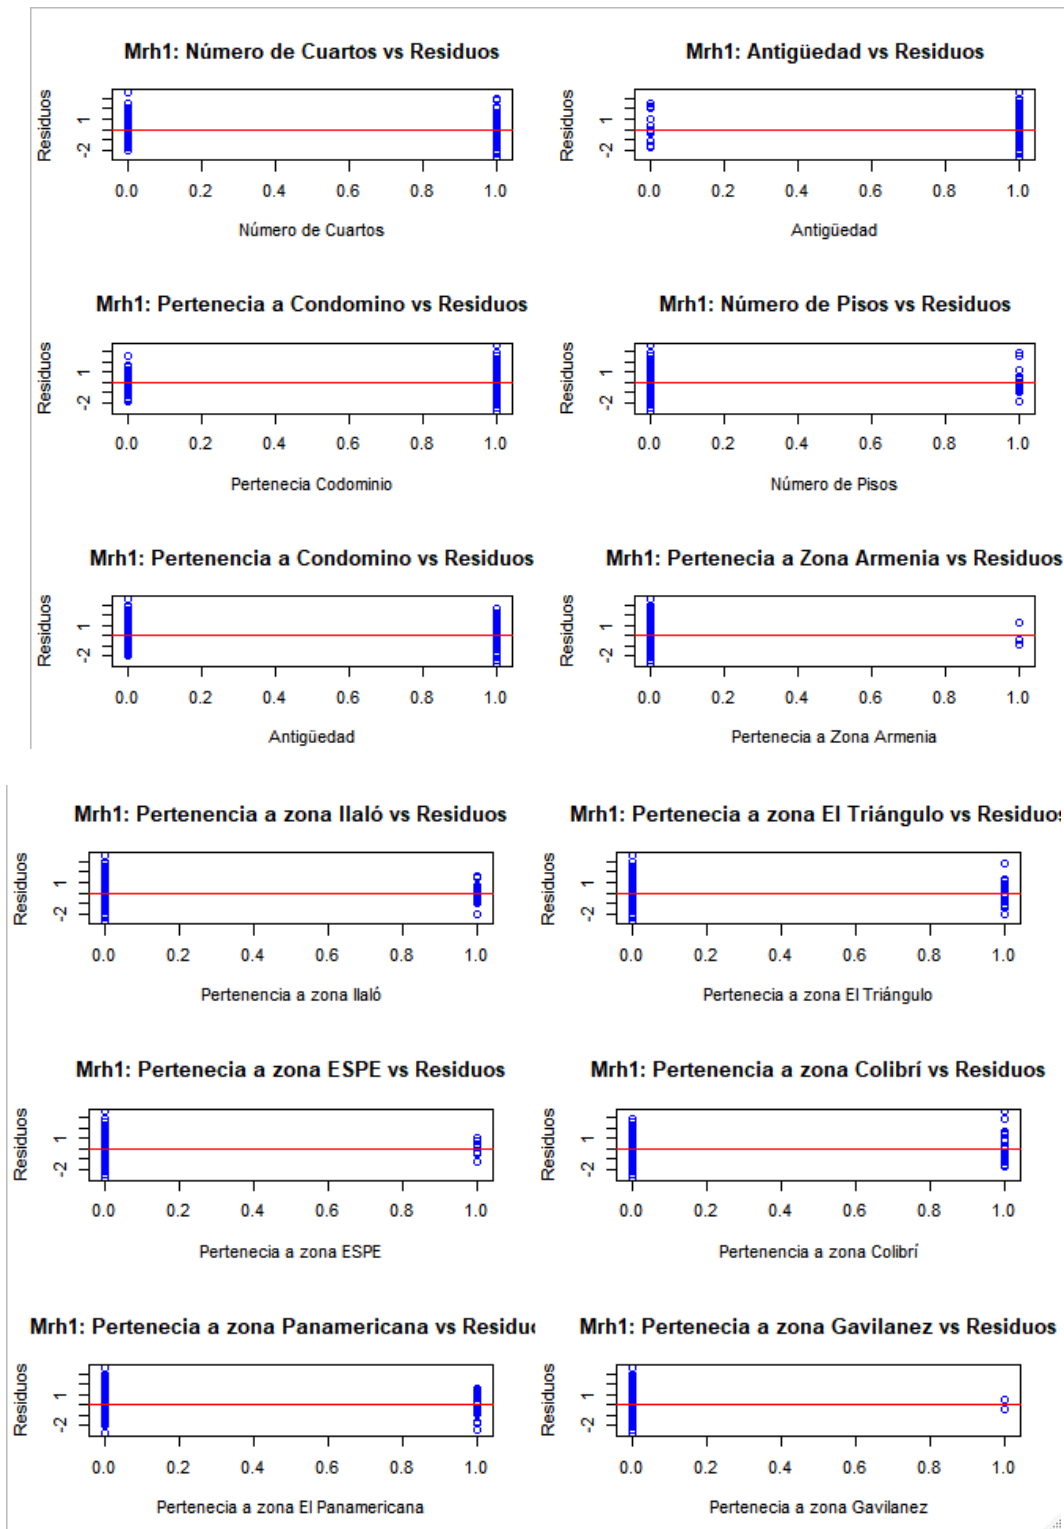 Mrh1: Número de Cuartos vs Residuos
Residuos
1
-2
0.0 0.2 0.4 0.6 0.8 1.0
Número de Cuartos
Mrh1: Antigüedad vs Residuos
Residuos
1
-2
0.0 0.2 0.4 0.6 0.8 1.0
Antigüedad
Mrh1: Pertenecia a Condomino vs Residuos
Residuos
1
-2
0.0 0.2 0.4 0.6 0.8 1.0
Pertenecia Codominio
Mrh1: Número de Pisos vs Residuos
Residuos
1
-2
0.0 0.2 0.4 0.6 0.8 1.0
Número de Pisos
Mrh1: Pertenencia a Condomino vs Residuos
Residuos
1
-2
0.0 0.2 0.4 0.6 0.8 1.0
Antigüedad
Mrh1: Pertenecia a Zona Armenia vs Residuos
Residuos
1
-2
0.0 0.2 0.4 0.6 0.8 1.0
Pertenecia a Zona Armenia
Mrh1: Pertenencia a zona Ilaló vs Residuos
Residuos
1
-2
0.0 0.2 0.4 0.6 0.8 1.0
Pertenencia a zona Ilaló
Mrh1: Pertenecia a zona El Triángulo vs Residuos
Residuos
1
-2
0.0 0.2 0.4 0.6 0.8 1.0
Pertenecia a zona El Triángulo
Mrh1: Pertenecia a zona ESPE vs Residuos
Residuos
1
-2
0.0 0.2 0.4 0.6 0.8 1.0
Pertenecia a zona ESPE
Mrh1: Pertenencia a zona Colibrí vs Residuos
Residuos
1
-2
0.0 0.2 0.4 0.6 0.8 1.0
Pertenencia a zona Colibrí
Mrh1: Pertenecia a zona Panamericana vs Residuo
Residuos
1
-2
0.0 0.2 0.4 0.6 0.8 1.0
Pertenecia a zona El Panamericana
Mrh1: Pertenecia a zona Gavilanez vs Residuos
Residuos
1
-2
0.0 0.2 0.4 0.6 0.8 1.0
Pertenecia a zona Gavilanez